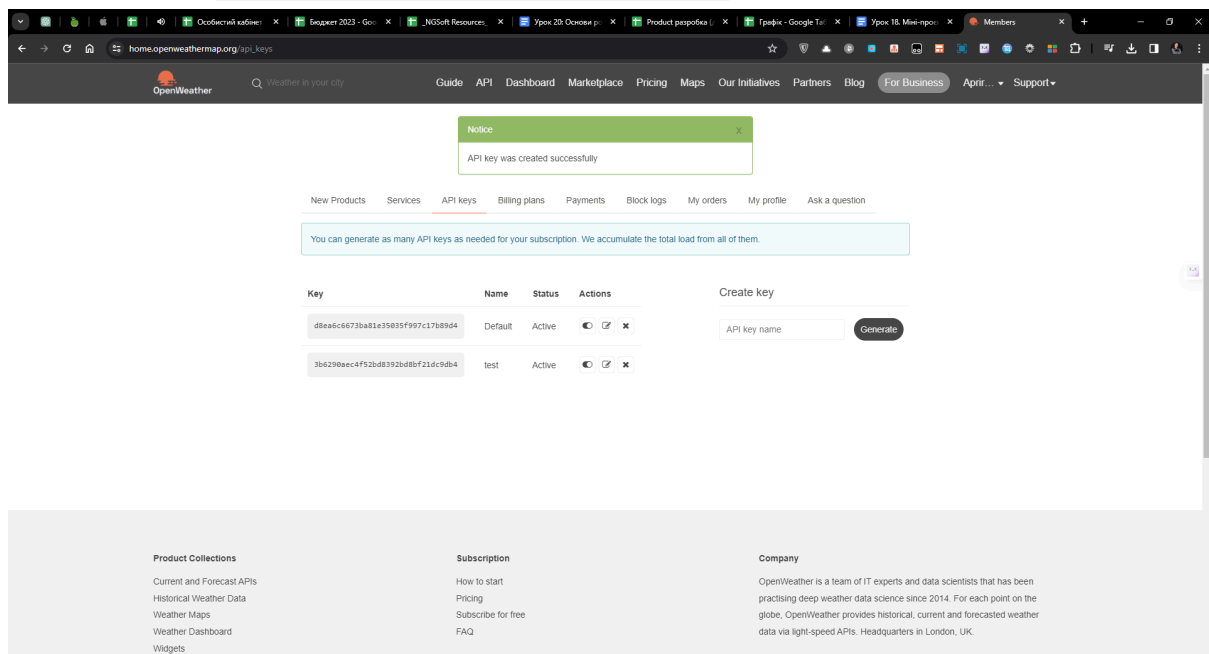 Особистий кабінет
Бюджет 2023 - Goo
_NGSoft Resources_
Урок 20: Основи ро
Product разробка (
Графік - Google Таб
Урок 18. Міні-проє
Members
home.openweathermap.org/api_keys
OpenWeather
Weather in your city
Guide API Dashboard Marketplace Pricing Maps Our Initiatives Partners Blog For Business Aprir... Support
Notice x
API key was created successfully
New Products Services API keys Billing plans Payments Block logs My orders My profile Ask a question
You can generate as many API keys as needed for your subscription. We accumulate the total load from all of them.
Key Name Status Actions
d8ea6c6673ba81e35035f997c17b89d4 Default Active
3b6290aec4f52bd8392bd8bf21dc9db4 test Active
Create key
API key name Generate
Product Collections
Current and Forecast APIs
Historical Weather Data
Weather Maps
Weather Dashboard
Widgets
Subscription
How to start
Pricing
Subscribe for free
FAQ
Company
OpenWeather is a team of IT experts and data scientists that has been
practising deep weather data science since 2014. For each point on the
globe, OpenWeather provides historical, current and forecasted weather
data via light-speed APIs. Headquarters in London, UK.